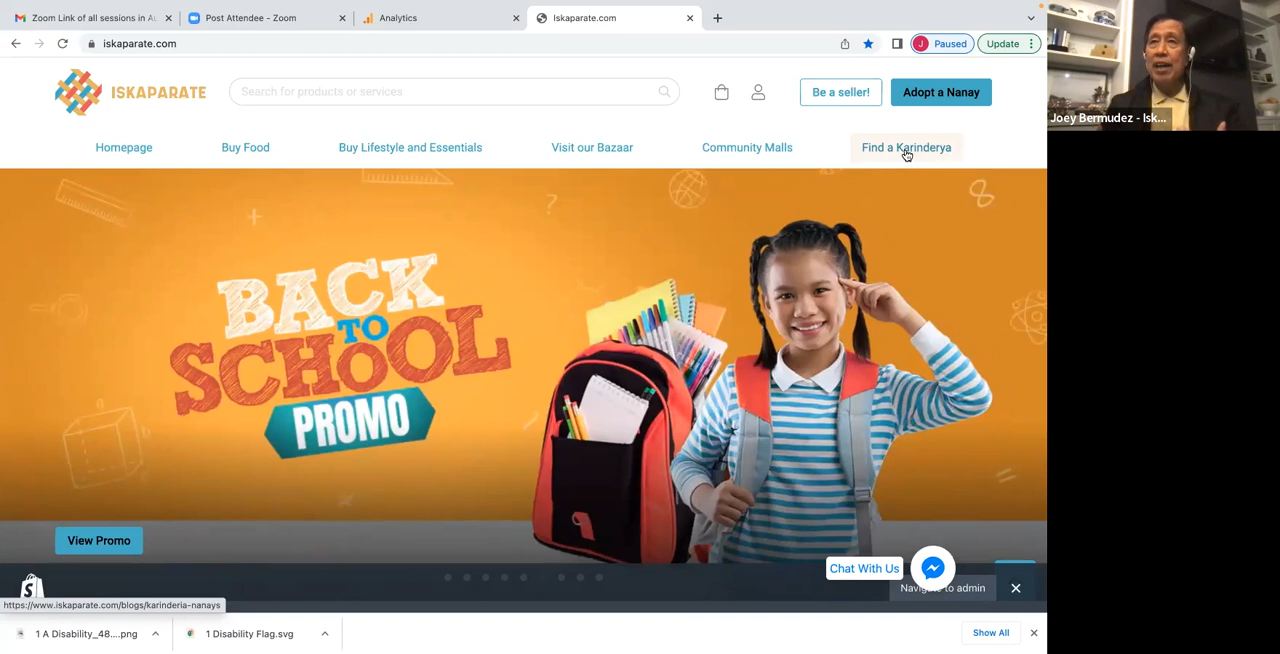 Zoom Link of all sessions in Au
Post Attendee - Zoom
Analytics
Iskaparate.com
iskaparate.com
J Paused
Update
ISKAPARATE
Search for products or services
Be a seller!
Adopt a Nanay
Homepage
Buy Food
Buy Lifestyle and Essentials
Visit our Bazaar
Community Malls
Find a Karinderya
BACK
TO
SCHOOL
PROMO
?
8
View Promo
Chat With Us
Navigate to admin
https://www.iskaparate.com/blogs/karinderia-nanays
1 A Disability_48....png
1 Disability Flag.svg
Show All
Joey Bermudez - Isk...